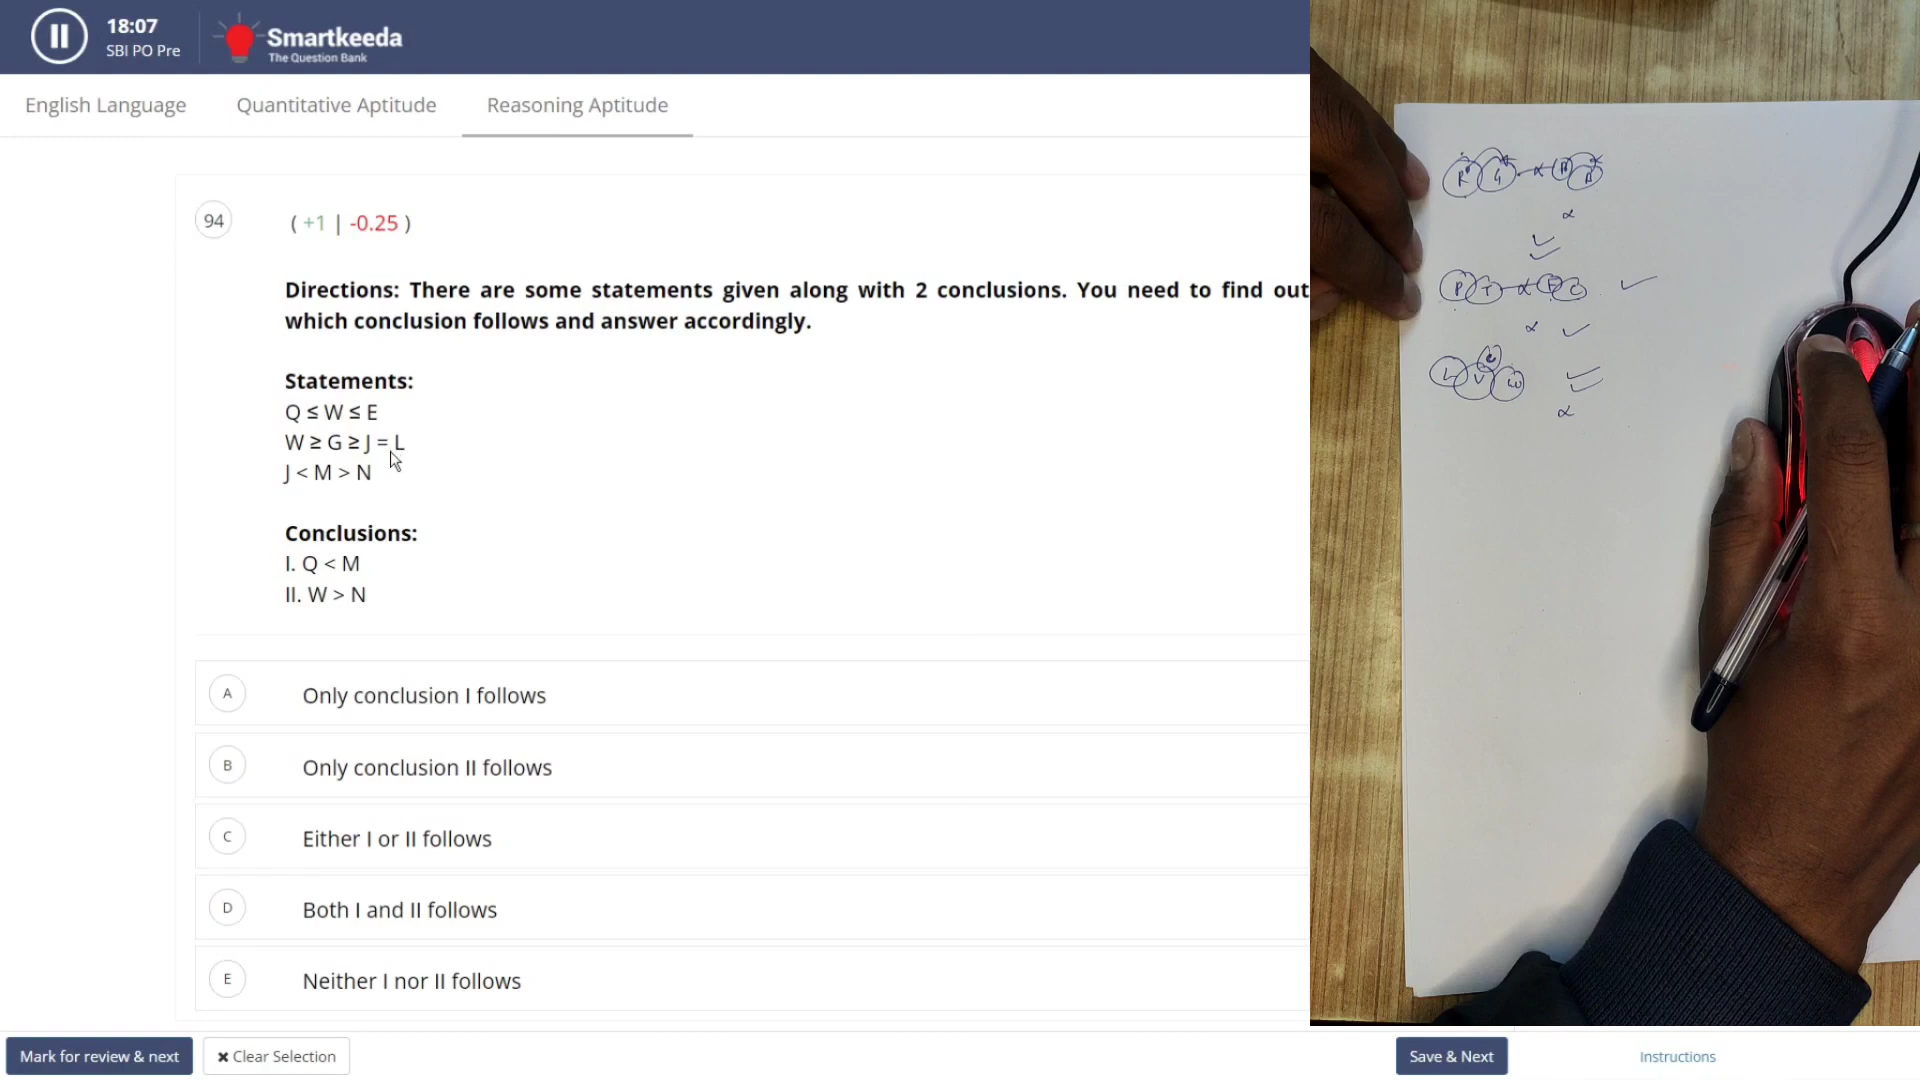 18:07
SBI PO Pre
Smartkeeda
The Question Bank
English Language Quantitative Aptitude Reasoning Aptitude
94 ( +1 | -0.25 )
Directions: There are some statements given along with 2 conclusions. You need to find out
which conclusion follows and answer accordingly.
Statements:
Q ≤ W ≤ E
W ≥ G ≥ J = L
J < M > N
Conclusions:
I. Q < M
II. W > N
A Only conclusion I follows
B Only conclusion II follows
C Either I or II follows
D Both I and II follows
E Neither I nor II follows
Mark for review & next
✖ Clear Selection
Save & Next
Instructions
R G
P T
L V